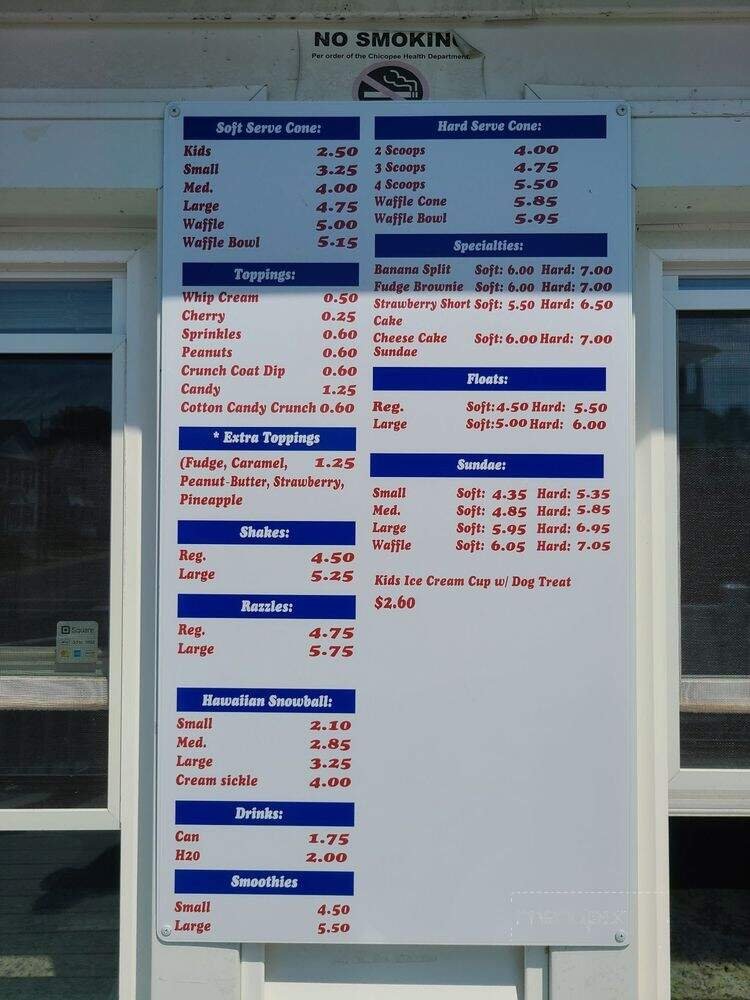 NO SMOKING
Per order of the Chicopee Health Department.
Soft Serve Cone:
Kids 2.50
Small 3.25
Med. 4.00
Large 4.75
Waffle 5.00
Waffle Bowl 5.15
Toppings:
Whip Cream 0.50
Cherry 0.25
Sprinkles 0.60
Peanuts 0.60
Crunch Coat Dip 0.60
Candy 1.25
Cotton Candy Crunch 0.60
* Extra Toppings
(Fudge, Caramel, 1.25
Peanut-Butter, Strawberry,
Pineapple
Shakes:
Reg. 4.50
Large 5.25
Razzles:
Reg. 4.75
Large 5.75
Hawaiian Snowball:
Small 2.10
Med. 2.85
Large 3.25
Cream sickle 4.00
Drinks:
Can 1.75
H20 2.00
Smoothies
Small 4.50
Large 5.50
Hard Serve Cone:
2 Scoops 4.00
3 Scoops 4.75
4 Scoops 5.50
Waffle Cone 5.85
Waffle Bowl 5.95
Specialties:
Banana Split Soft: 6.00 Hard: 7.00
Fudge Brownie Soft: 6.00 Hard: 7.00
Strawberry Short Soft: 5.50 Hard: 6.50
Cake
Cheese Cake Soft: 6.00 Hard: 7.00
Sundae
Floats:
Reg. Soft: 4.50 Hard: 5.50
Large Soft: 5.00 Hard: 6.00
Sundae:
Small Soft: 4.35 Hard: 5.35
Med. Soft: 4.85 Hard: 5.85
Large Soft: 5.95 Hard: 6.95
Waffle Soft: 6.05 Hard: 7.05
Kids Ice Cream Cup w/ Dog Treat
$2.60
Square